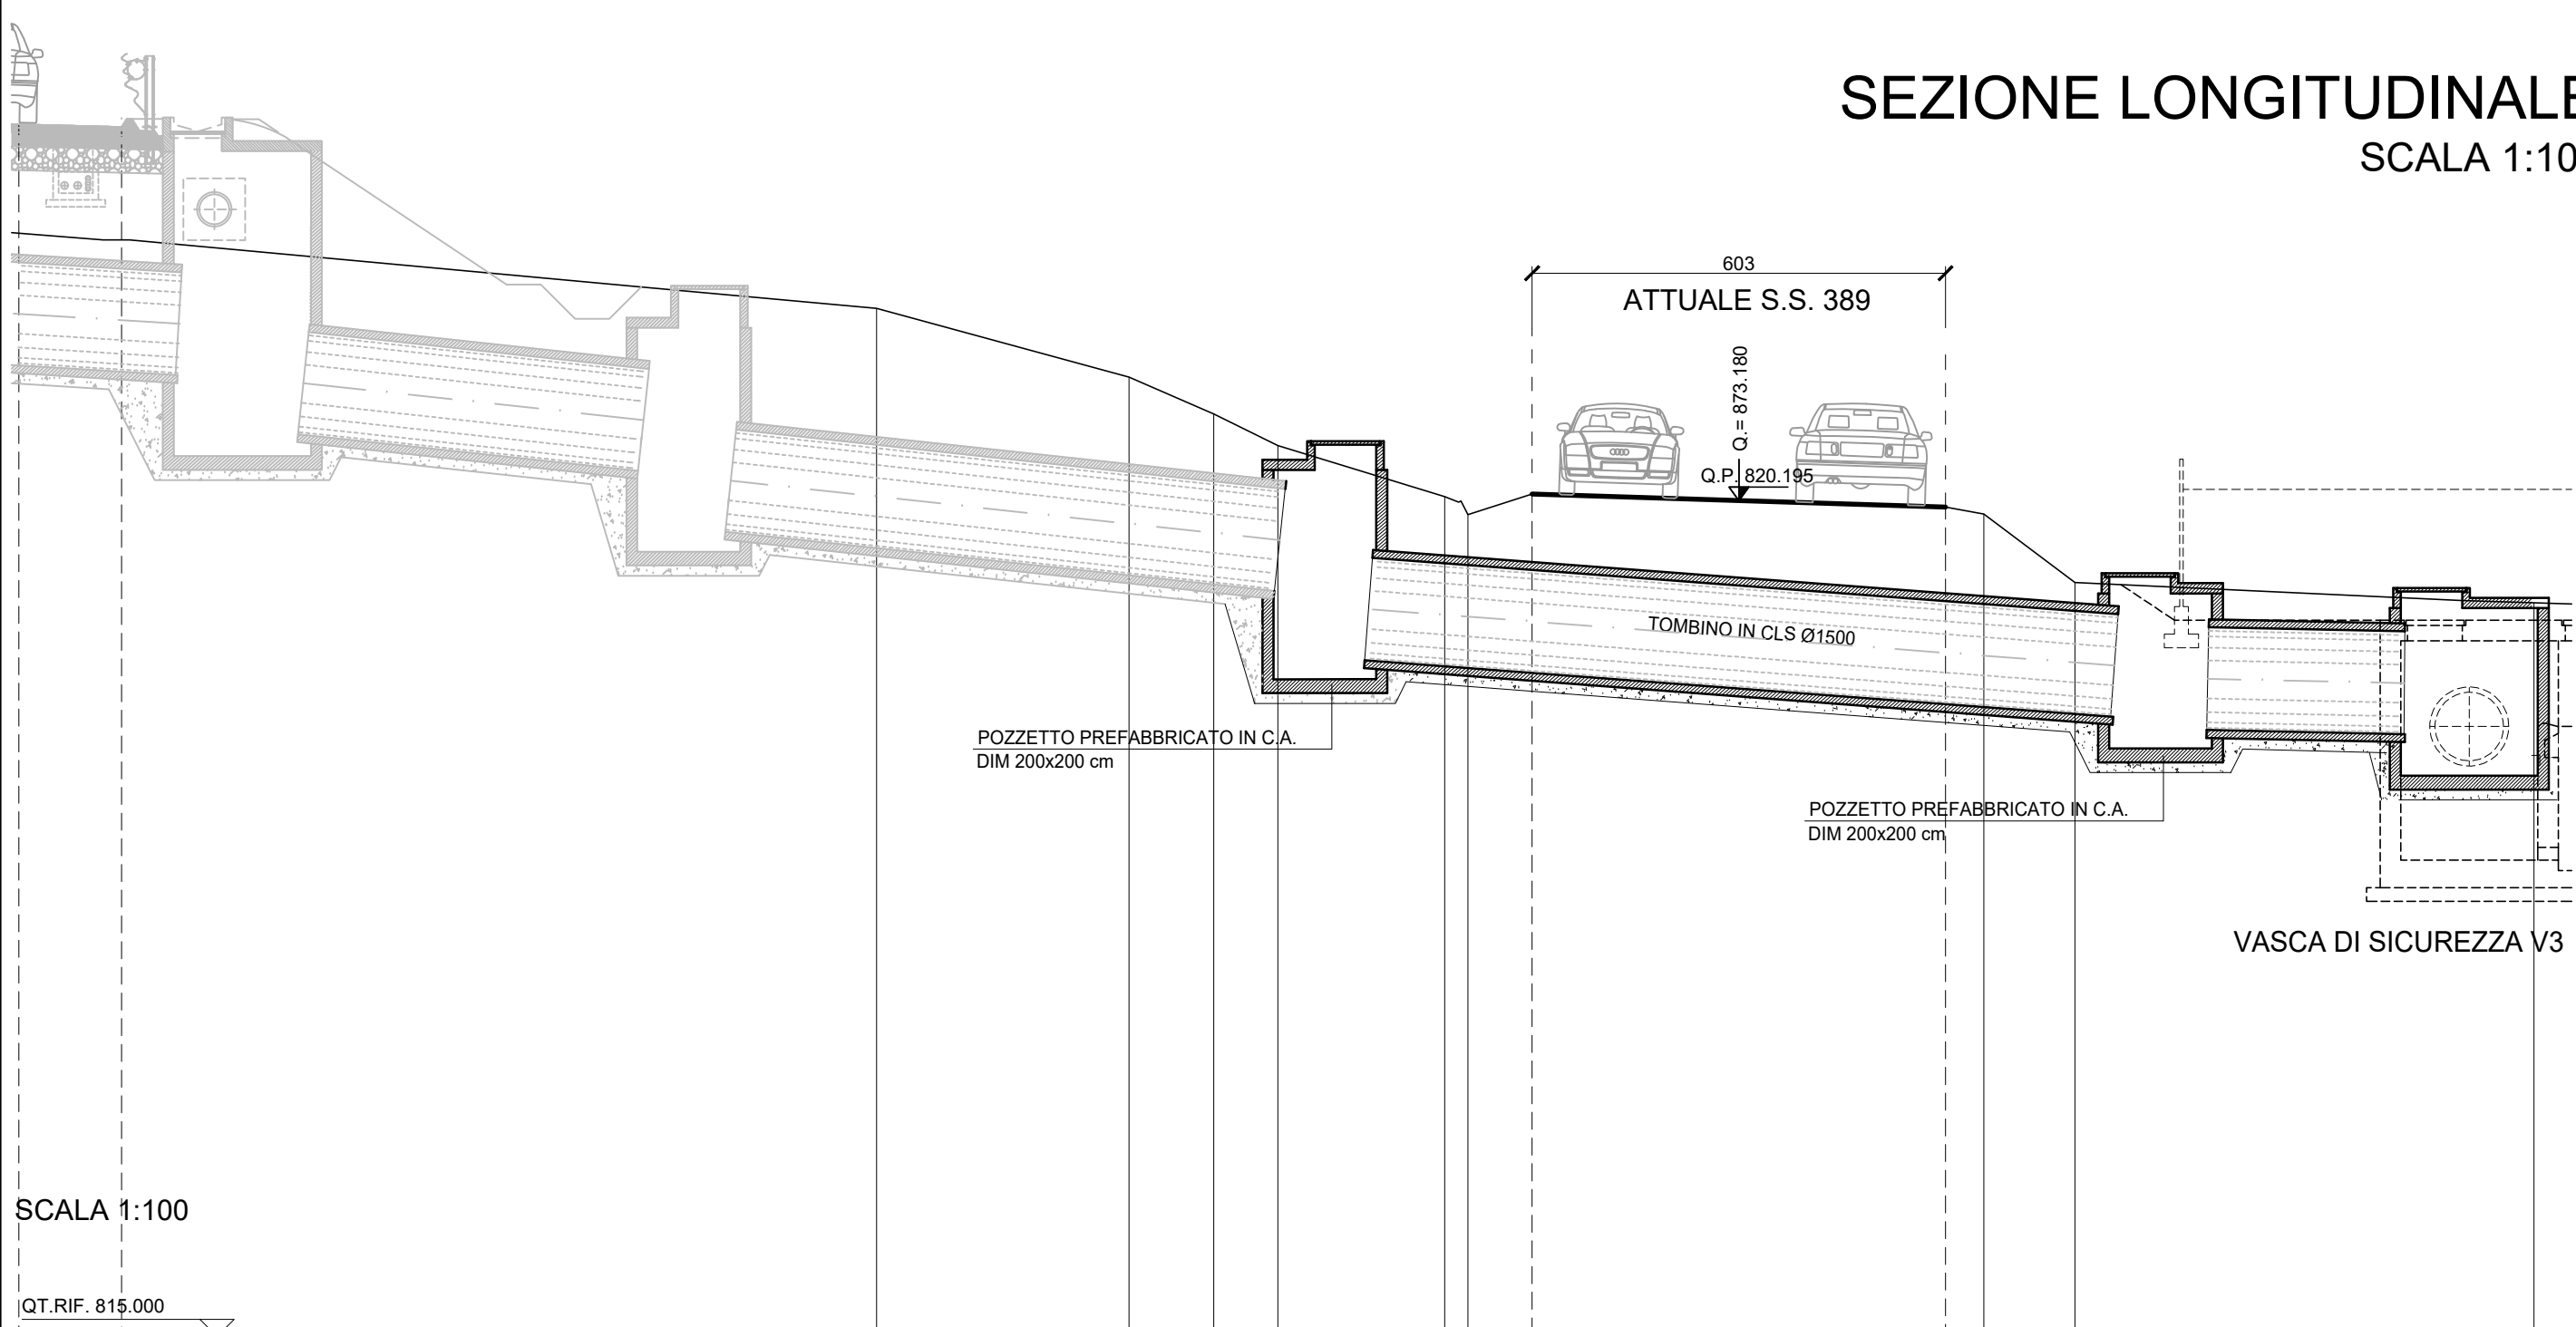 SEZIONE LONGITUDINALE
SCALA 1:10
603
ATTUALE S.S. 389
Q.= 873.180
Q.P. 820.195
TOMBINO IN CLS Ø1500
POZZETTO PREFABBRICATO IN C.A.
DIM 200x200 cm
POZZETTO PREFABBRICATO IN C.A.
DIM 200x200 cm
VASCA DI SICUREZZA V3
SCALA 1:100
QT.RIF. 815.000